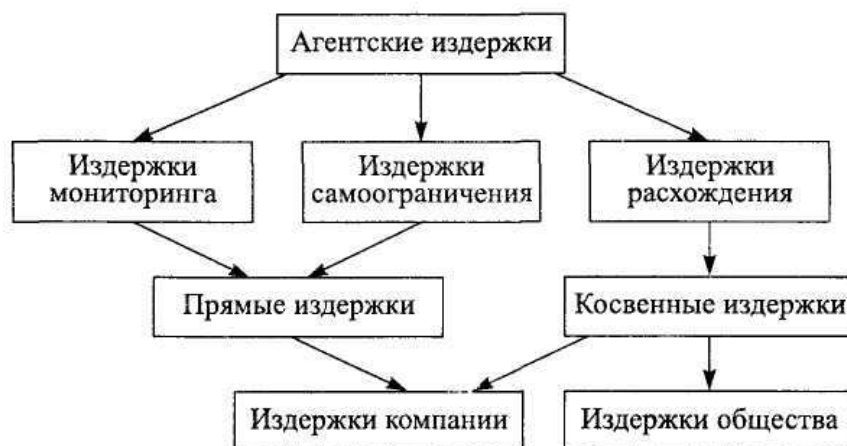 Агентские издержки
Издержки
мониторинга
Издержки
самоограничения
Издержки
расхождения
Прямые издержки
Косвенные издержки
Издержки компании
Издержки общества